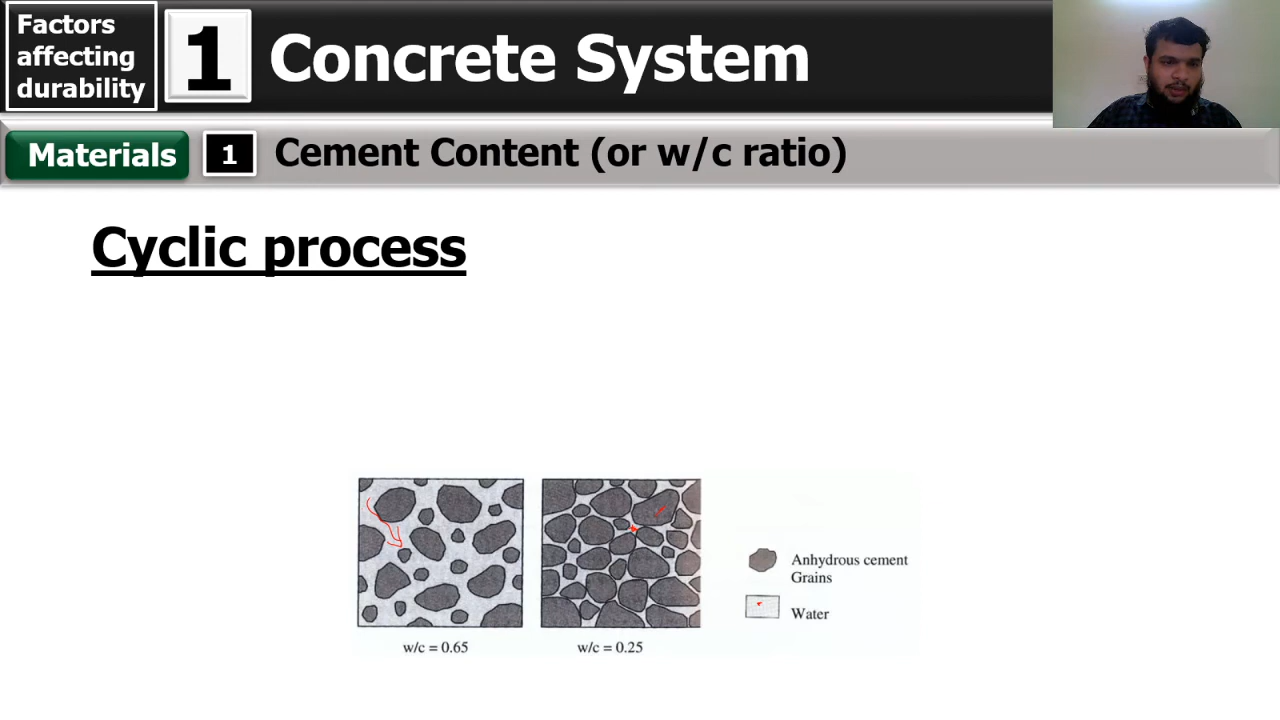 Factors
affecting
durability
1
Concrete System
Materials
1
Cement Content (or w/c ratio)
Cyclic process
Anhydrous cement
Grains
Water
w/c = 0.65
w/c = 0.25